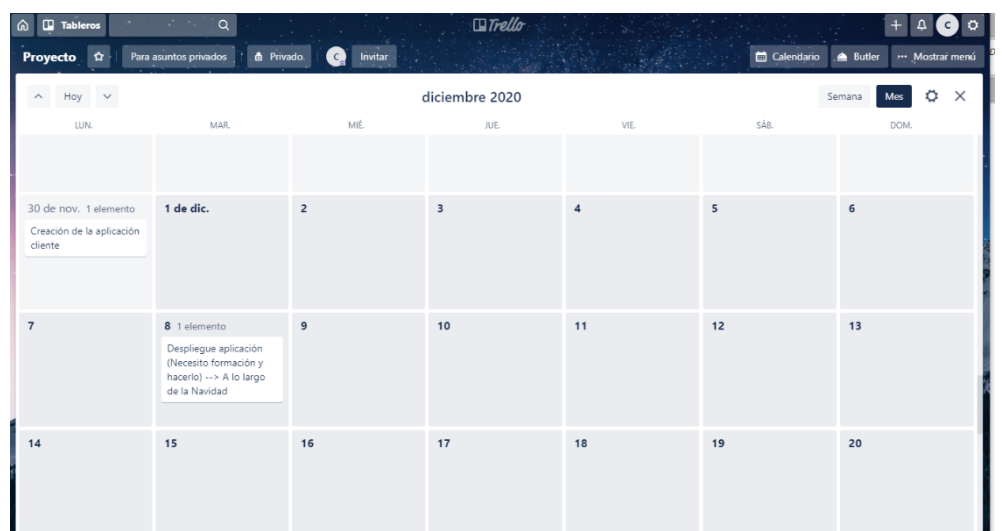 Tableros Trello C
Proyecto Para asuntos privados Privado C Invitar Calendario Butler ··· Mostrar menú
Hoy diciembre 2020 Semana Mes
LUN. MAR. MIÉ. JUE. VIE. SÁB. DOM.
30 de nov. 1 elemento 1 de dic. 2 3 4 5 6
Creación de la aplicación
cliente
7 8 1 elemento 9 10 11 12 13
Despliegue aplicación
(Necesito formación y
hacerlo) --> A lo largo
de la Navidad
14 15 16 17 18 19 20